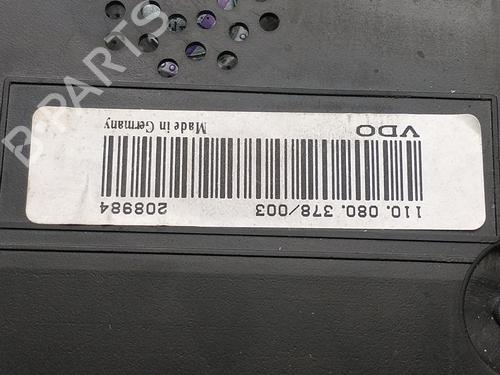 VDO
Made in Germany
110.080.378/003
208984
B-PARTS